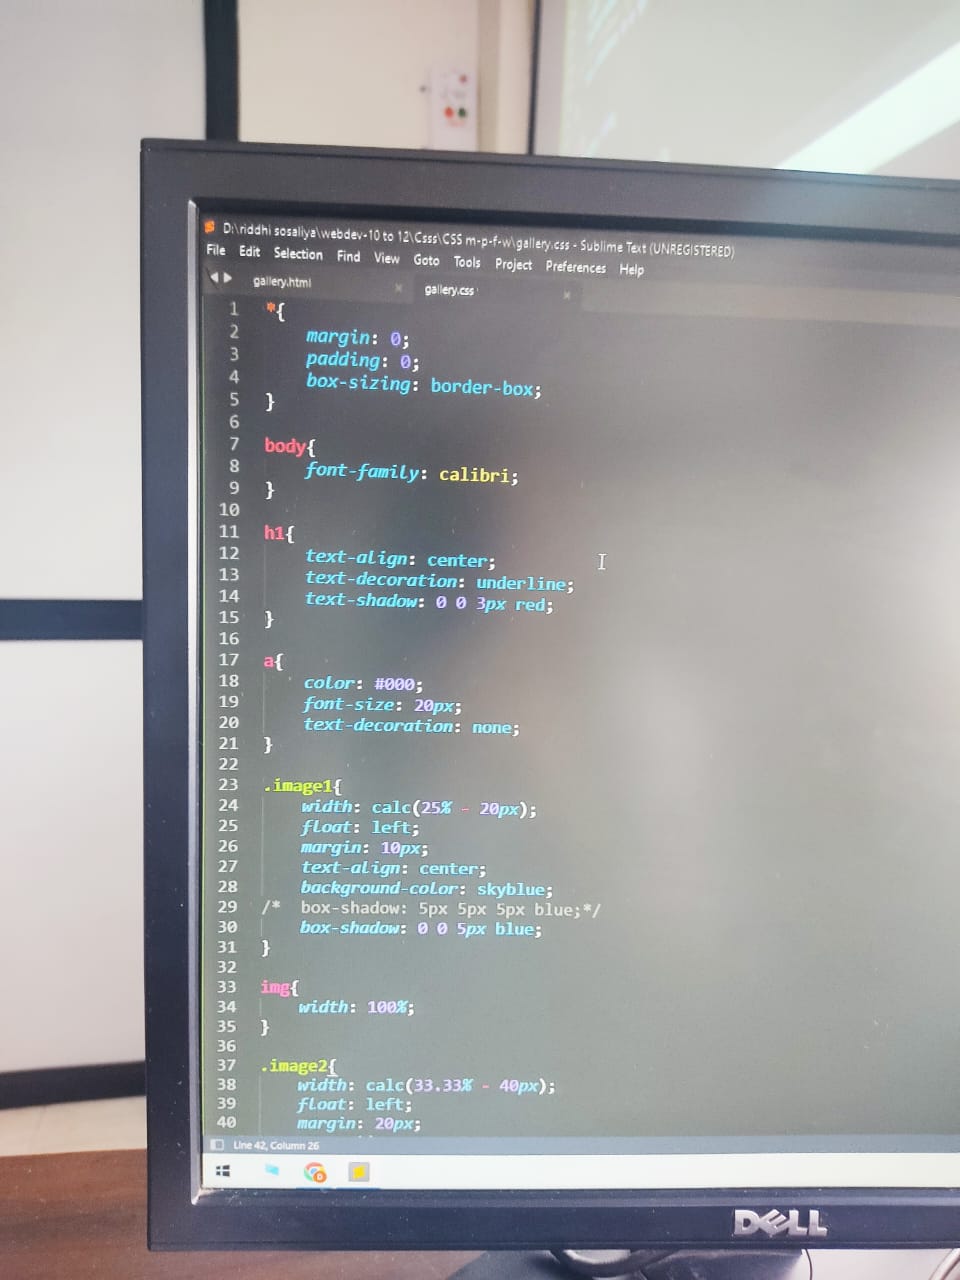 D:\riddhi sosaliya\webdev-10 to 12\Csss\CSS m-p-f-w\gallery.css - Sublime Text (UNREGISTERED)
File Edit Selection Find View Goto Tools Project Preferences Help
gallery.html × gallery.css ×
1 *{
2 margin: 0;
3 padding: 0;
4 box-sizing: border-box;
5 }
6
7 body{
8 font-family: calibri;
9 }
10
11 h1{
12 text-align: center;
13 text-decoration: underline;
14 text-shadow: 0 0 3px red;
15 }
16
17 a{
18 color: #000;
19 font-size: 20px;
20 text-decoration: none;
21 }
22
23 .image1{
24 width: calc(25% - 20px);
25 float: left;
26 margin: 10px;
27 text-align: center;
28 background-color: skyblue;
29 /* box-shadow: 5px 5px 5px blue;*/
30 box-shadow: 0 0 5px blue;
31 }
32
33 img{
34 width: 100%;
35 }
36
37 .image2{
38 width: calc(33.33% - 40px);
39 float: left;
40 margin: 20px;
Line 42, Column 26
DELL